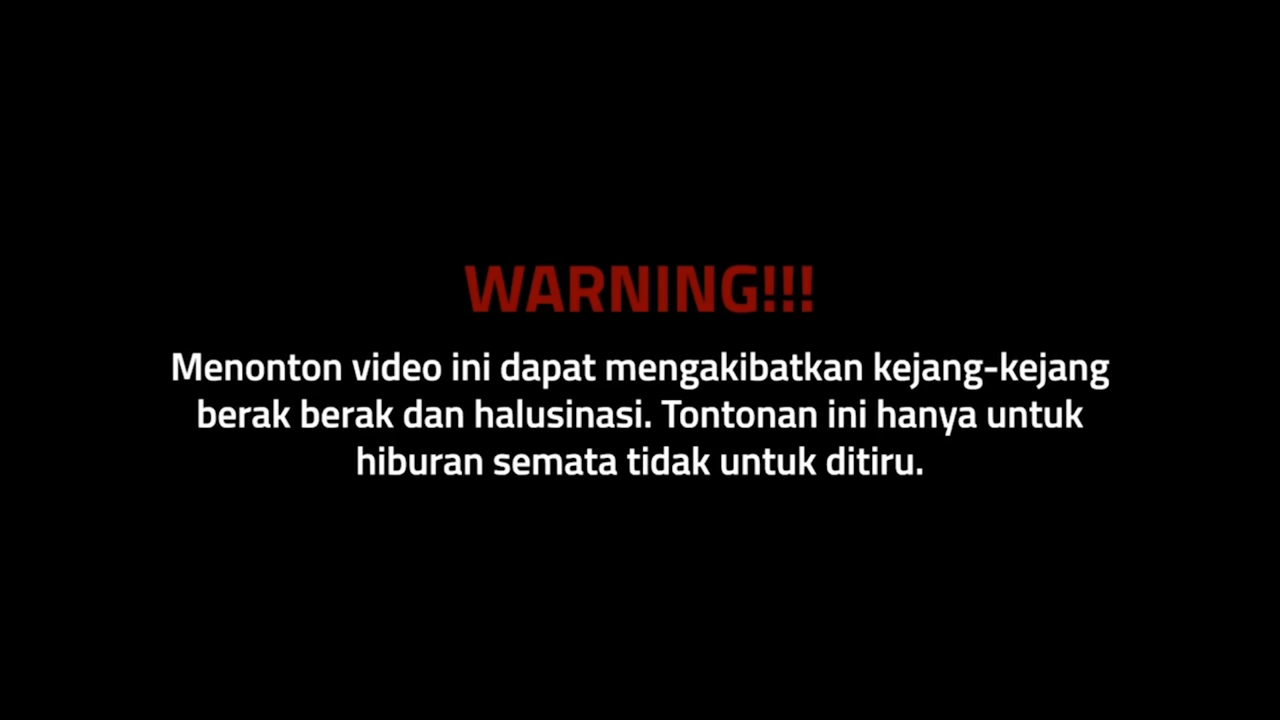 WARNING!!!
Menonton video ini dapat mengakibatkan kejang-kejang
berak berak dan halusinasi. Tontonan ini hanya untuk
hiburan semata tidak untuk ditiru.